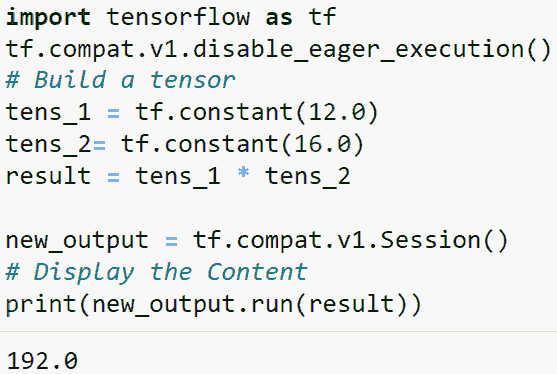 import tensorflow as tf
tf.compat.v1.disable_eager_execution()
# Build a tensor
tens_1 = tf.constant(12.0)
tens_2= tf.constant(16.0)
result = tens_1 * tens_2
new_output = tf.compat.v1.Session()
# Display the Content
print(new_output.run(result))
192.0